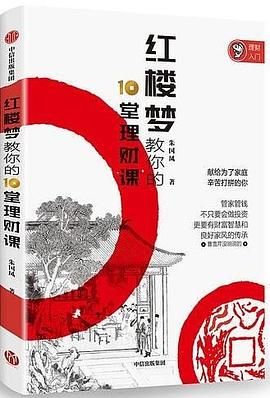 中信出版集团
红楼梦
教你的
10堂理财课
朱国凤 著
红楼梦
教你的
10堂理财课
朱国凤 著
理财
入门
献给为了家庭
辛苦打拼的你
管家管钱
不只要会做投资
更要有财富智慧和
良好家风的传承
中信出版集团